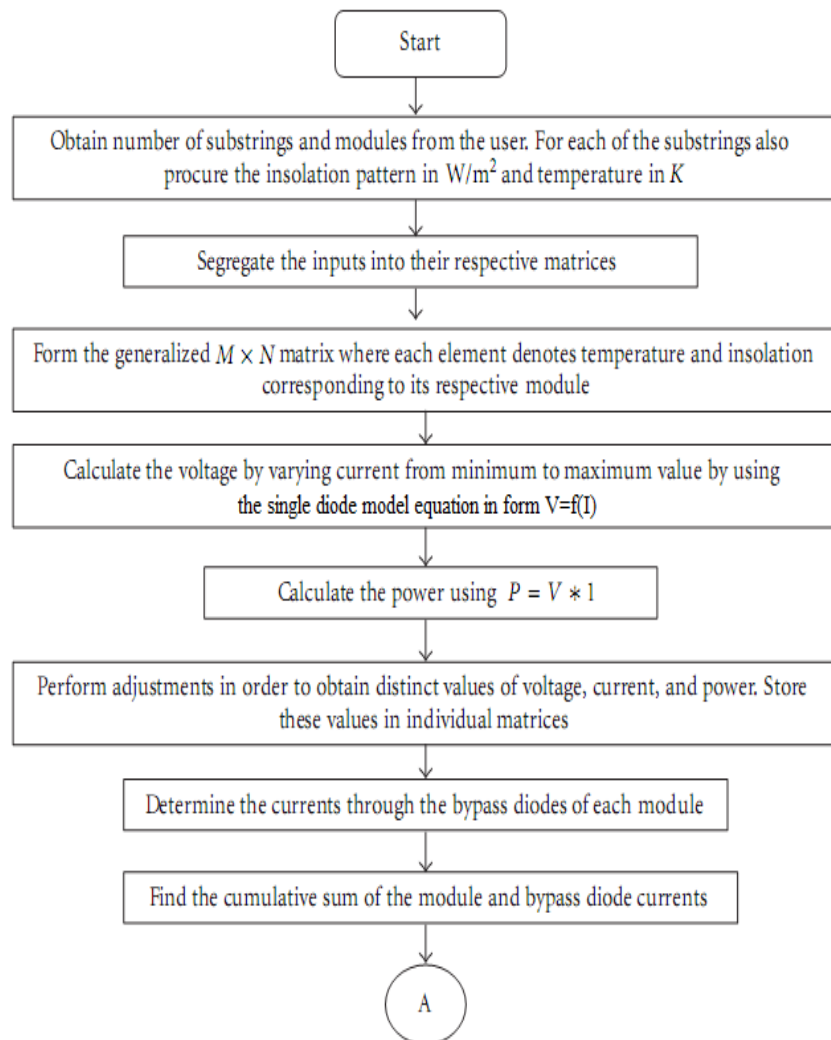 Start
Obtain number of substrings and modules from the user. For each of the substrings also
procure the insolation pattern in W/m² and temperature in K
Segregate the inputs into their respective matrices
Form the generalized M × N matrix where each element denotes temperature and insolation
corresponding to its respective module
Calculate the voltage by varying current from minimum to maximum value by using
the single diode model equation in form V=f(I)
Calculate the power using P = V * 1
Perform adjustments in order to obtain distinct values of voltage, current, and power. Store
these values in individual matrices
Determine the currents through the bypass diodes of each module
Find the cumulative sum of the module and bypass diode currents
A